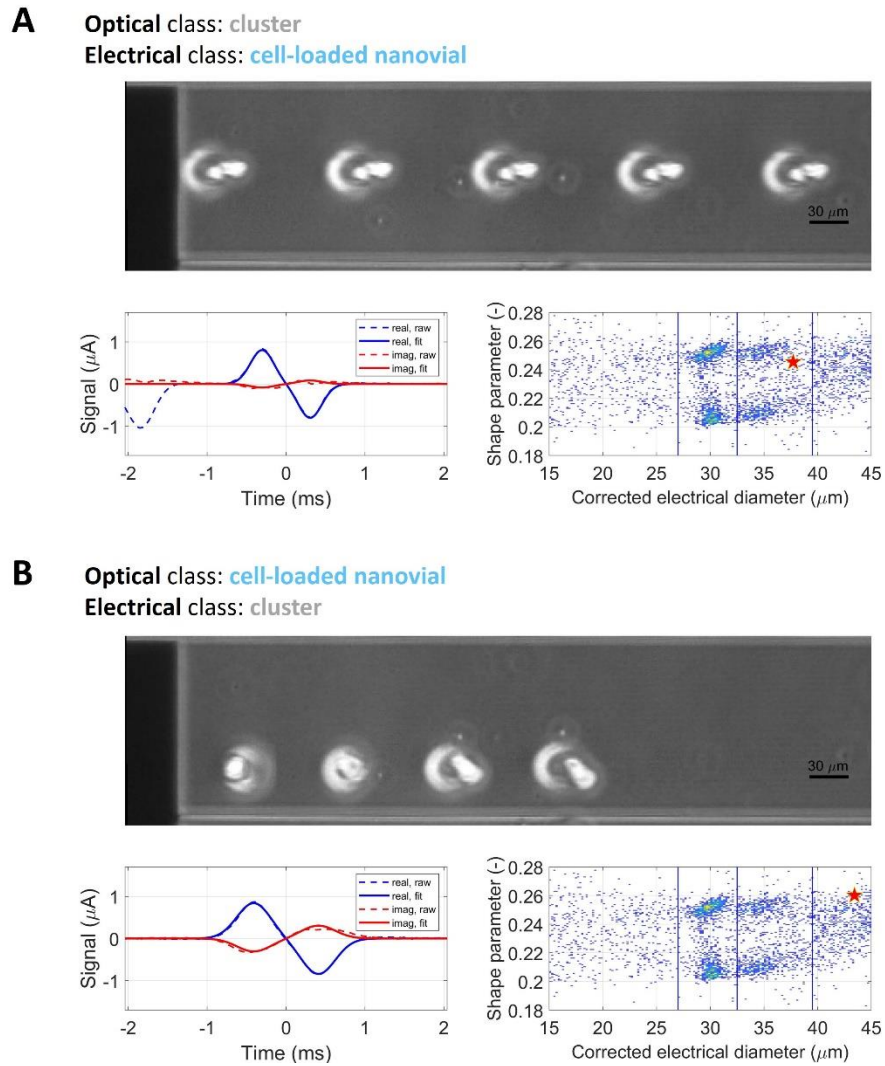 A
Optical class: cluster
Electrical class: cell-loaded nanovial
30 μm
Signal (μA)
1
0
-1
real, raw
real, fit
imag, raw
imag, fit
-2 -1 0 1 2
Time (ms)
Shape parameter (-)
0.28
0.26
0.24
0.22
0.2
0.18
15 20 25 30 35 40 45
Corrected electrical diameter (μm)
B
Optical class: cell-loaded nanovial
Electrical class: cluster
30 μm
Signal (μA)
1
0
-1
real, raw
real, fit
imag, raw
imag, fit
-2 -1 0 1 2
Time (ms)
Shape parameter (-)
0.28
0.26
0.24
0.22
0.2
0.18
15 20 25 30 35 40 45
Corrected electrical diameter (μm)